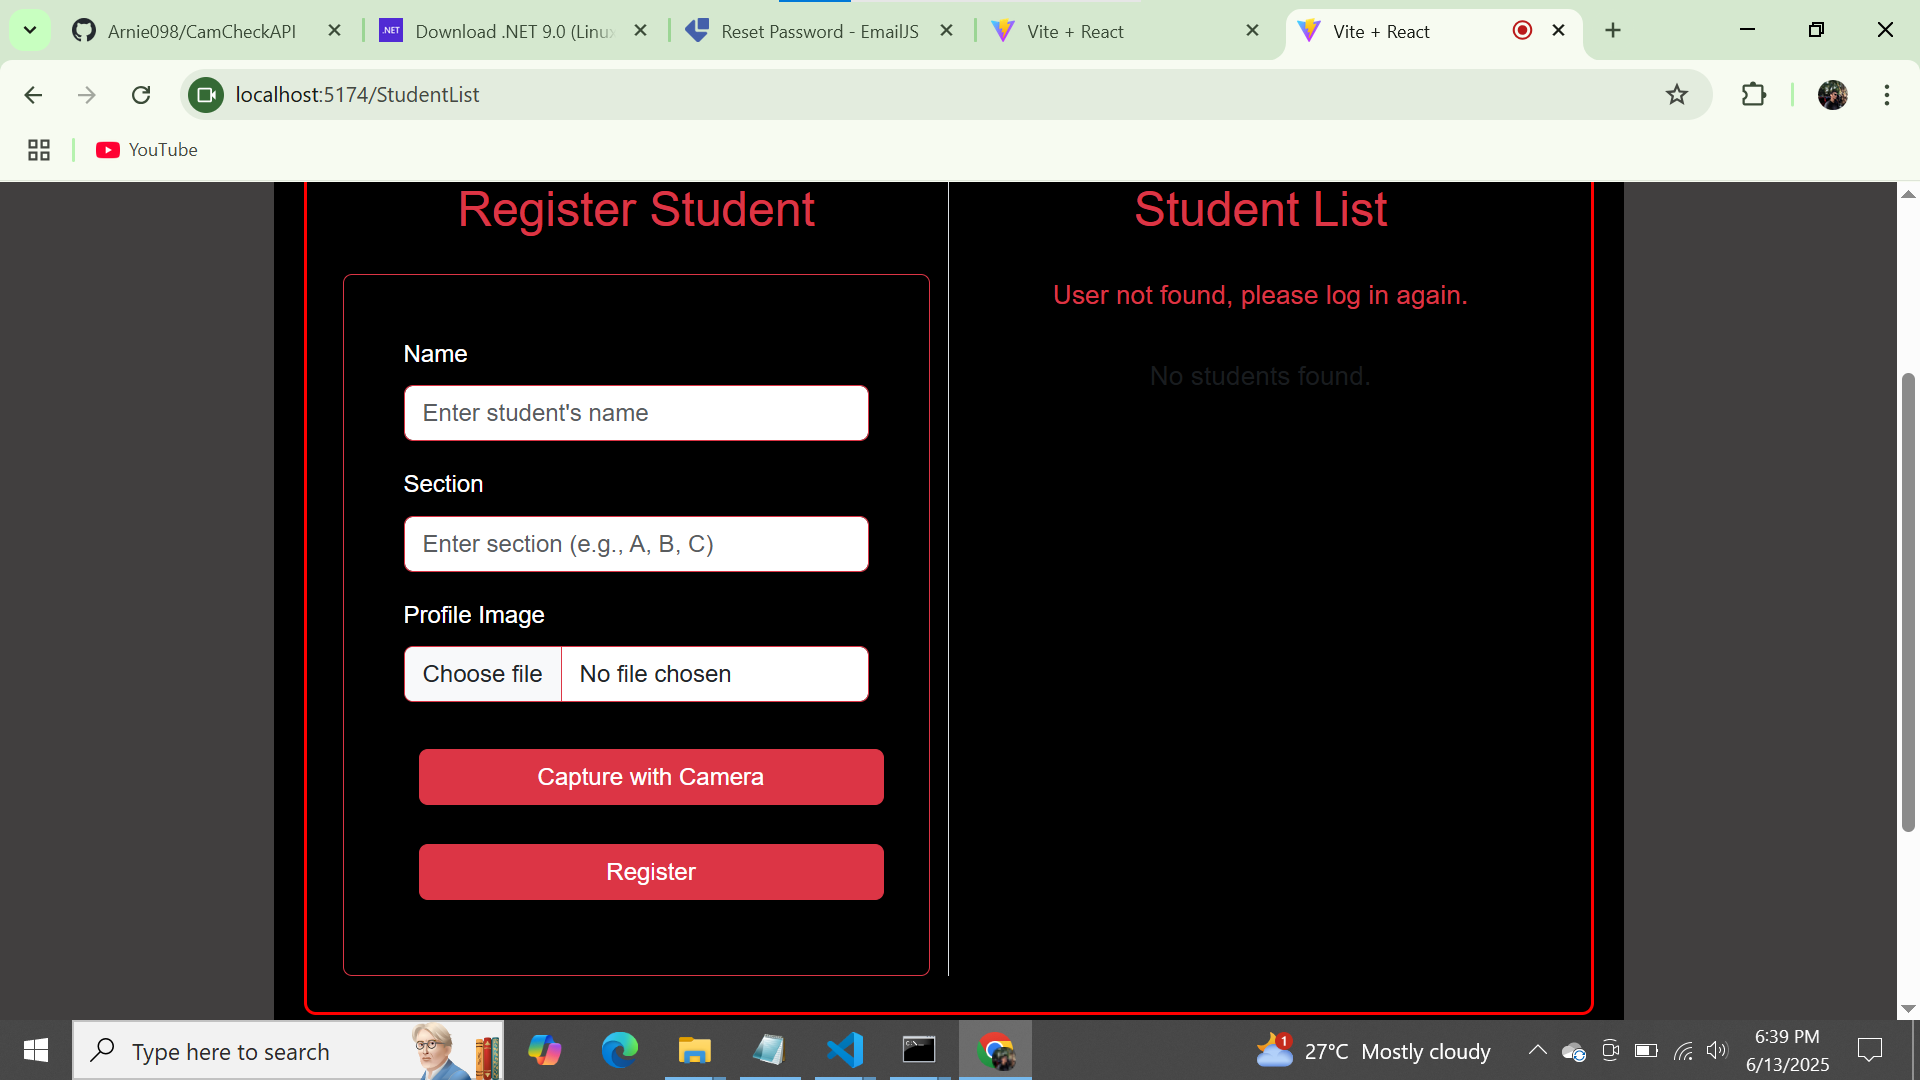 Arnie098/CamCheckAPI
Download .NET 9.0 (Linux
Reset Password - EmailJS
Vite + React
Vite + React
localhost:5174/StudentList
YouTube
Register Student
Name
Enter student's name
Section
Enter section (e.g., A, B, C)
Profile Image
Choose file
No file chosen
Capture with Camera
Register
Student List
User not found, please log in again.
No students found.
Type here to search
1
27°C Mostly cloudy
6:39 PM
6/13/2025